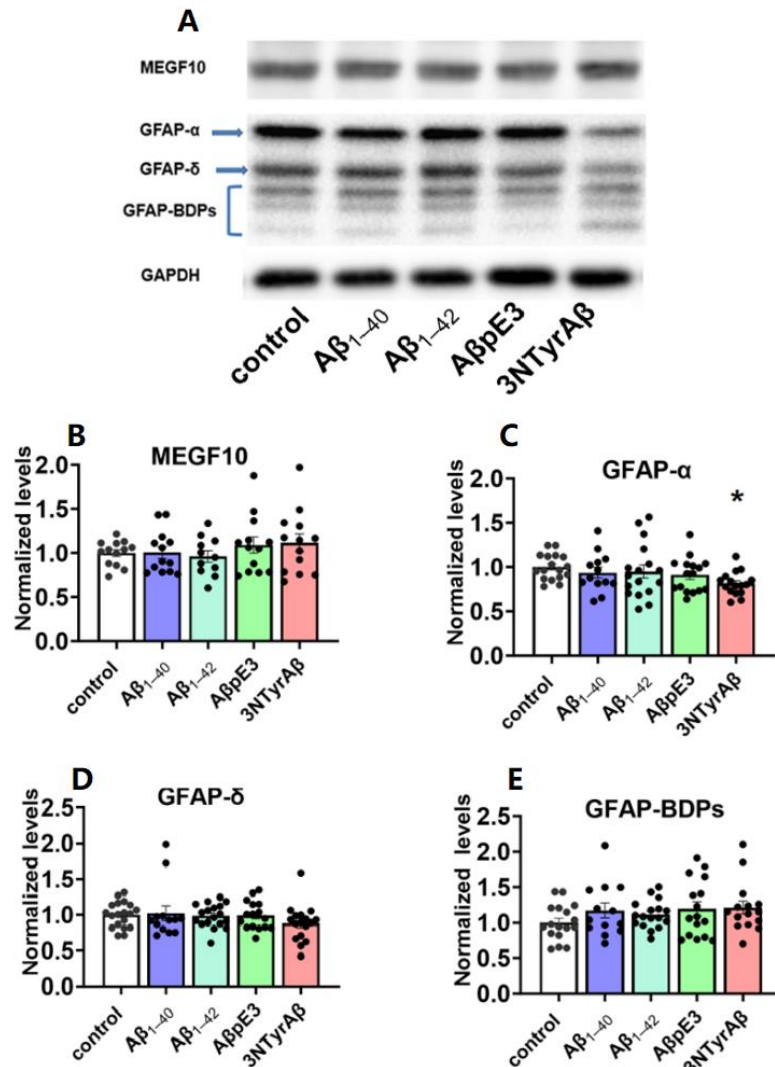 A
MEGF10
GFAP-α
GFAP-δ
GFAP-BDPs
GAPDH
control
Aβ1–40
Aβ1–42
AβpE3
3NTyrAβ
B
MEGF10
Normalized levels
2.0
1.5
1.0
0.5
0.0
control
Aβ1–40
Aβ1–42
AβpE3
3NTyrAβ
C
GFAP-α
Normalized levels
2.0
1.5
1.0
0.5
0.0
*
control
Aβ1–40
Aβ1–42
AβpE3
3NTyrAβ
D
GFAP-δ
Normalized levels
2.5
2.0
1.5
1.0
0.5
0.0
control
Aβ1–40
Aβ1–42
AβpE3
3NTyrAβ
E
GFAP-BDPs
Normalized levels
2.5
2.0
1.5
1.0
0.5
0.0
control
Aβ1–40
Aβ1–42
AβpE3
3NTyrAβ